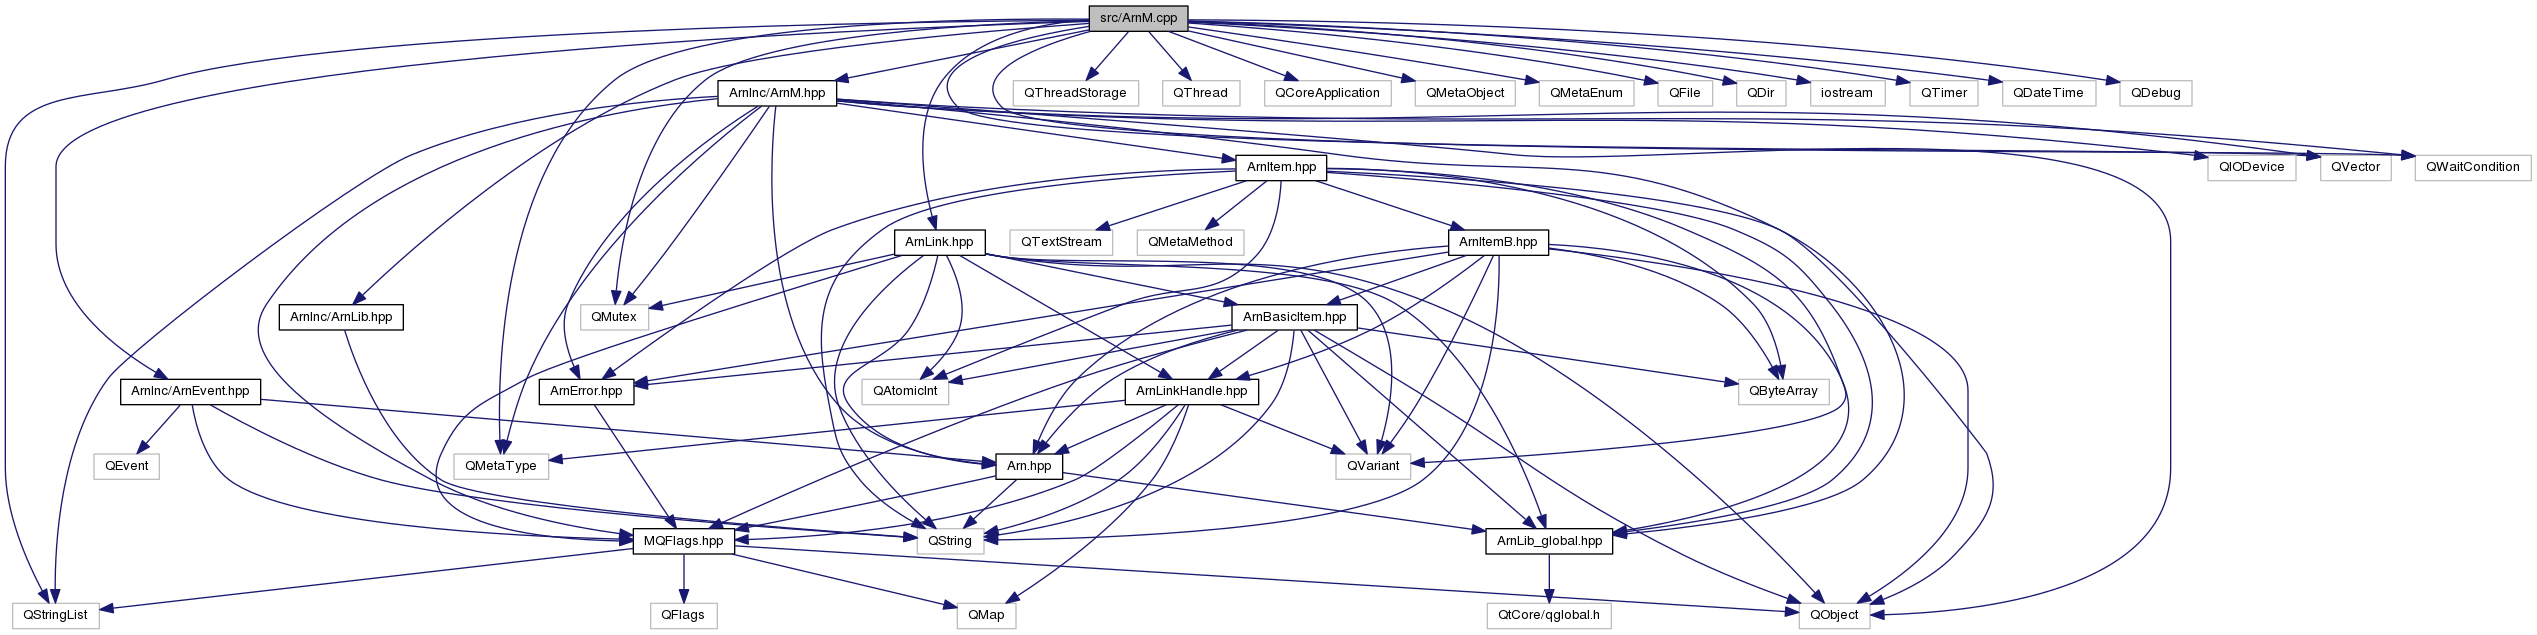 src/ArnM.cpp
ArnInc/ArnM.hpp
QThreadStorage
QThread
QCoreApplication
QMetaObject
QMetaEnum
QFile
QDir
iostream
QTimer
QDateTime
QDebug
ArnItem.hpp
QIODevice
QVector
QWaitCondition
ArnLink.hpp
QTextStream
QMetaMethod
ArnItemB.hpp
ArnInc/ArnLib.hpp
QMutex
ArnBasicItem.hpp
ArnInc/ArnEvent.hpp
ArnError.hpp
QAtomicInt
ArnLinkHandle.hpp
QByteArray
QEvent
QMetaType
Arn.hpp
QVariant
MQFlags.hpp
QString
ArnLib_global.hpp
QStringList
QFlags
QMap
QtCore/qglobal.h
QObject